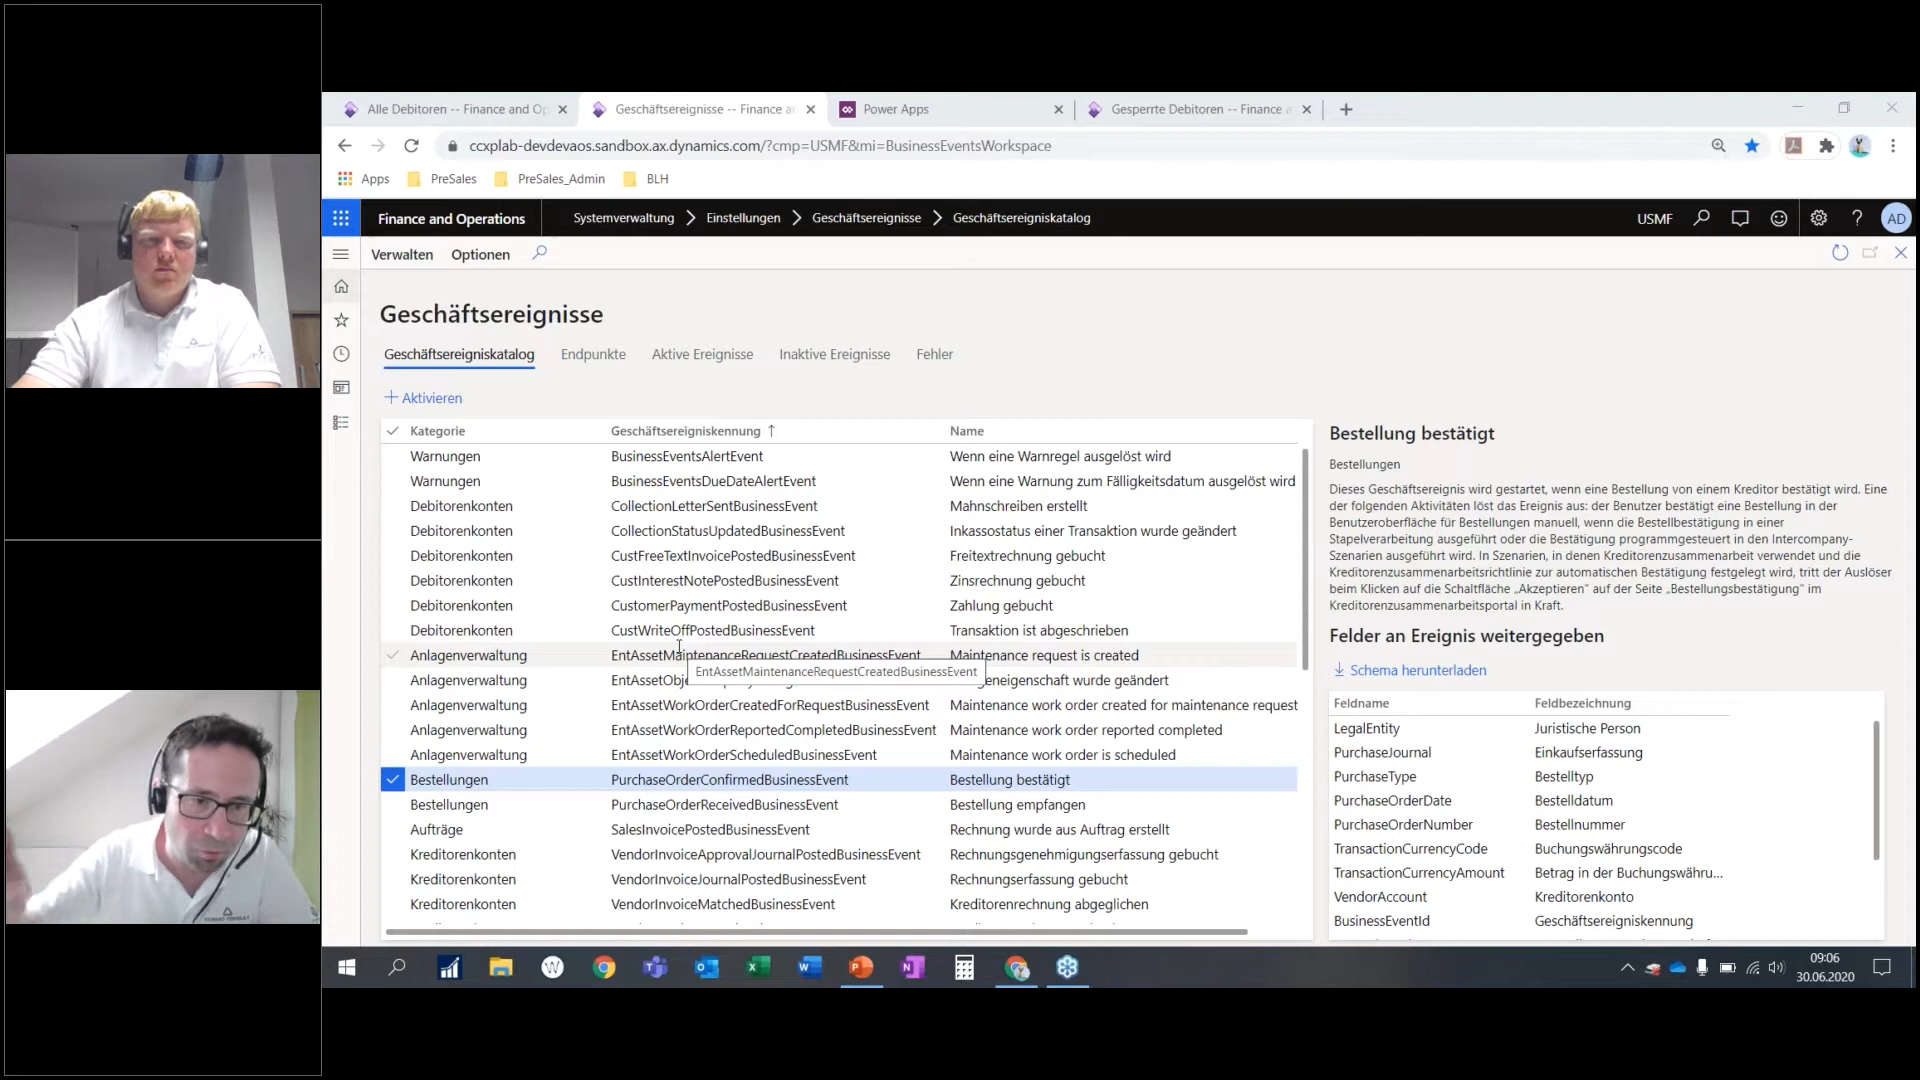 Alle Debitoren -- Finance and Op
Geschäftsereignisse -- Finance a
Power Apps
Gesperrte Debitoren -- Finance a
ccxplab-devdevaos.sandbox.ax.dynamics.com/?cmp=USMF&mi=BusinessEventsWorkspace
Apps PreSales PreSales_Admin BLH
Finance and Operations Systemverwaltung Einstellungen Geschäftsereignisse Geschäftsereigniskatalog USMF ? AD
Verwalten Optionen
Geschäftsereignisse
Geschäftsereigniskatalog Endpunkte Aktive Ereignisse Inaktive Ereignisse Fehler
+ Aktivieren
Kategorie Geschäftsereigniskennung ↑ Name
Warnungen BusinessEventsAlertEvent Wenn eine Warnregel ausgelöst wird
Warnungen BusinessEventsDueDateAlertEvent Wenn eine Warnung zum Fälligkeitsdatum ausgelöst wird
Debitorenkonten CollectionLetterSentBusinessEvent Mahnschreiben erstellt
Debitorenkonten CollectionStatusUpdatedBusinessEvent Inkassostatus einer Transaktion wurde geändert
Debitorenkonten CustFreeTextInvoicePostedBusinessEvent Freitextrechnung gebucht
Debitorenkonten CustInterestNotePostedBusinessEvent Zinsrechnung gebucht
Debitorenkonten CustomerPaymentPostedBusinessEvent Zahlung gebucht
Debitorenkonten CustWriteOffPostedBusinessEvent Transaktion ist abgeschrieben
Anlagenverwaltung EntAssetMaintenanceRequestCreatedBusinessEvent Maintenance request is created
EntAssetMaintenanceRequestCreatedBusinessEvent
Anlagenverwaltung EntAssetObje geneigenschaft wurde geändert
Anlagenverwaltung EntAssetWorkOrderCreatedForRequestBusinessEvent Maintenance work order created for maintenance request
Anlagenverwaltung EntAssetWorkOrderReportedCompletedBusinessEvent Maintenance work order reported completed
Anlagenverwaltung EntAssetWorkOrderScheduledBusinessEvent Maintenance work order is scheduled
Bestellungen PurchaseOrderConfirmedBusinessEvent Bestellung bestätigt
Bestellungen PurchaseOrderReceivedBusinessEvent Bestellung empfangen
Aufträge SalesInvoicePostedBusinessEvent Rechnung wurde aus Auftrag erstellt
Kreditorenkonten VendorInvoiceApprovalJournalPostedBusinessEvent Rechnungsgenehmigungserfassung gebucht
Kreditorenkonten VendorInvoiceJournalPostedBusinessEvent Rechnungserfassung gebucht
Kreditorenkonten VendorInvoiceMatchedBusinessEvent Kreditorenrechnung abgeglichen
Bestellung bestätigt
Bestellungen
Dieses Geschäftsereignis wird gestartet, wenn eine Bestellung von einem Kreditor bestätigt wird. Eine
der folgenden Aktivitäten löst das Ereignis aus: der Benutzer bestätigt eine Bestellung in der
Benutzeroberfläche für Bestellungen manuell, wenn die Bestellbestätigung in einer
Stapelverarbeitung ausgeführt oder die Bestätigung programmgesteuert in den Intercompany-
Szenarien ausgeführt wird. In Szenarien, in denen Kreditorenzusammenarbeit verwendet und die
Kreditorenzusammenarbeitsrichtlinie zur automatischen Bestätigung festgelegt wird, tritt der Auslöser
beim Klicken auf die Schaltfläche „Akzeptieren" auf der Seite „Bestellungsbestätigung" im
Kreditorenzusammenarbeitsportal in Kraft.
Felder an Ereignis weitergegeben
Schema herunterladen
Feldname Feldbezeichnung
LegalEntity Juristische Person
PurchaseJournal Einkaufserfassung
PurchaseType Bestelltyp
PurchaseOrderDate Bestelldatum
PurchaseOrderNumber Bestellnummer
TransactionCurrencyCode Buchungswährungscode
TransactionCurrencyAmount Betrag in der Buchungswähru...
VendorAccount Kreditorenkonto
BusinessEventId Geschäftsereigniskennung
09:06
30.06.2020